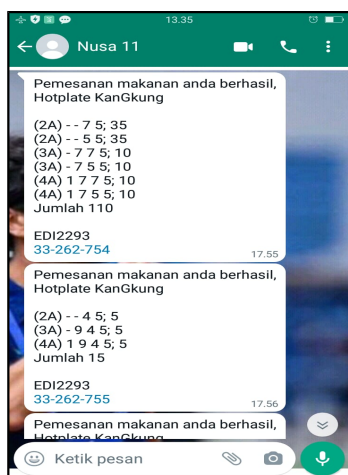 13.35
Nusa 11
Pemesanan makanan anda berhasil,
Hotplate KanGkung
(2A) - - 7 5; 35
(2A) - - 5 5; 35
(3A) - 7 7 5; 10
(3A) - 7 5 5; 10
(4A) 1 7 7 5; 10
(4A) 1 7 5 5; 10
Jumlah 110
EDI2293
33-262-754
17.55
Pemesanan makanan anda berhasil,
Hotplate KanGkung
(2A) - - 4 5; 5
(3A) - 9 4 5; 5
(4A) 1 9 4 5; 5
Jumlah 15
EDI2293
33-262-755
17.56
Pemesanan makanan anda berhasil,
Hotplate KanGkung
Ketik pesan